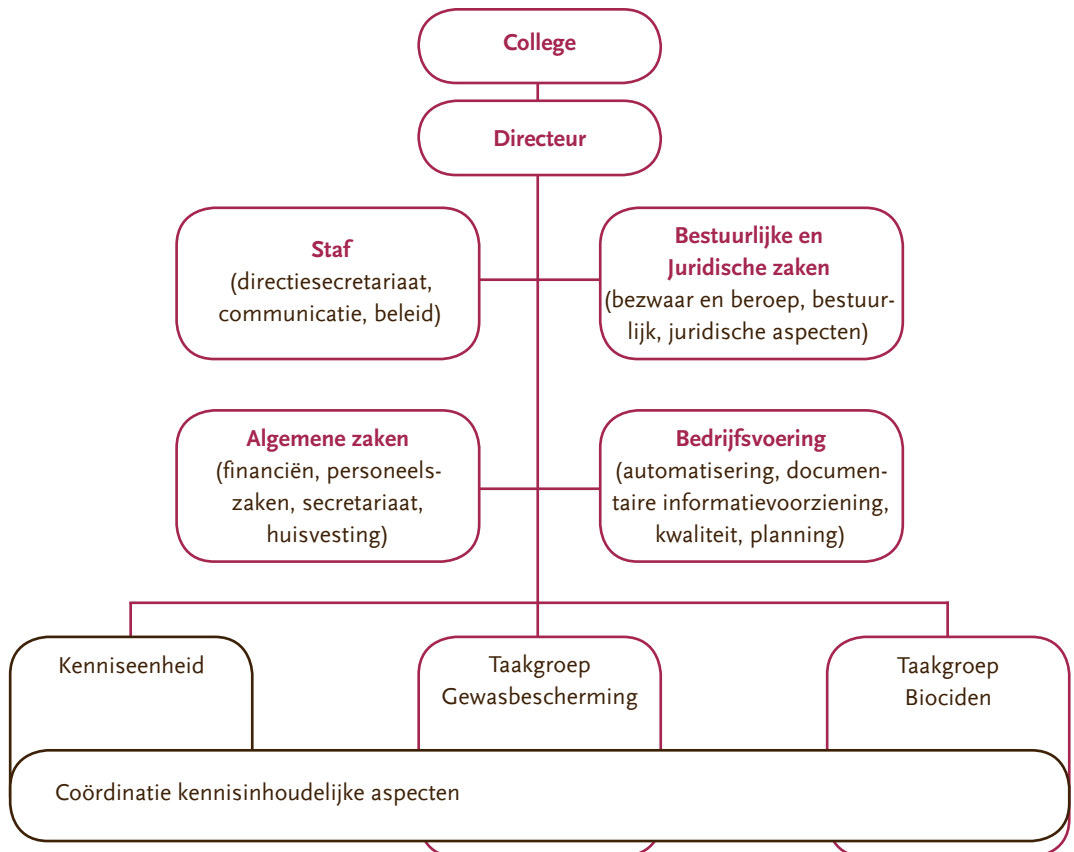 College
Directeur
Staf
(directiesecretariaat,
communicatie, beleid)
Bestuurlijke en
Juridische zaken
(bezwaar en beroep, bestuur-
lijk, juridische aspecten)
Algemene zaken
(financiën, personeels-
zaken, secretariaat,
huisvesting)
Bedrijfsvoering
(automatisering, documen-
taire informatievoorziening,
kwaliteit, planning)
Kenniseenheid
Taakgroep
Gewasbescherming
Taakgroep
Biociden
Coördinatie kennisinhoudelijke aspecten